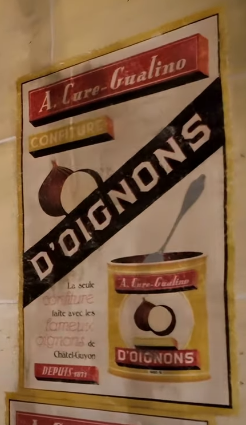 A. Cure-Gualino
CONFITURE
D'OIGNONS
La seule
confiture
faite avec les
fameux
oignons de
Châtel-Guyon
DEPUIS
A. Cure-Gualino
D'OIGNONS